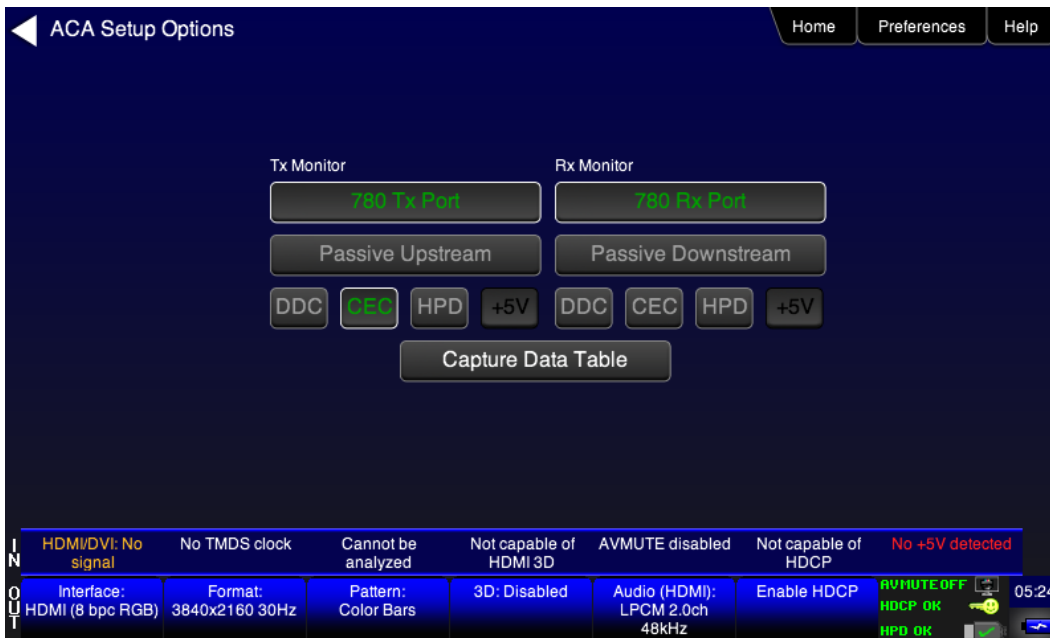 ACA Setup Options
Home
Preferences
Help
Tx Monitor
Rx Monitor
780 Tx Port
780 Rx Port
Passive Upstream
Passive Downstream
DDC
CEC
HPD
+5V
DDC
CEC
HPD
+5V
Capture Data Table
IN
HDMI/DVI: No
signal
No TMDS clock
Cannot be
analyzed
Not capable of
HDMI 3D
AVMUTE disabled
Not capable of
HDCP
No +5V detected
OUT
Interface:
HDMI (8 bpc RGB)
Format:
3840x2160 30Hz
Pattern:
Color Bars
3D: Disabled
Audio (HDMI):
LPCM 2.0ch
48kHz
Enable HDCP
AVMUTEOFF
HDCP OK
HPD OK
05:24